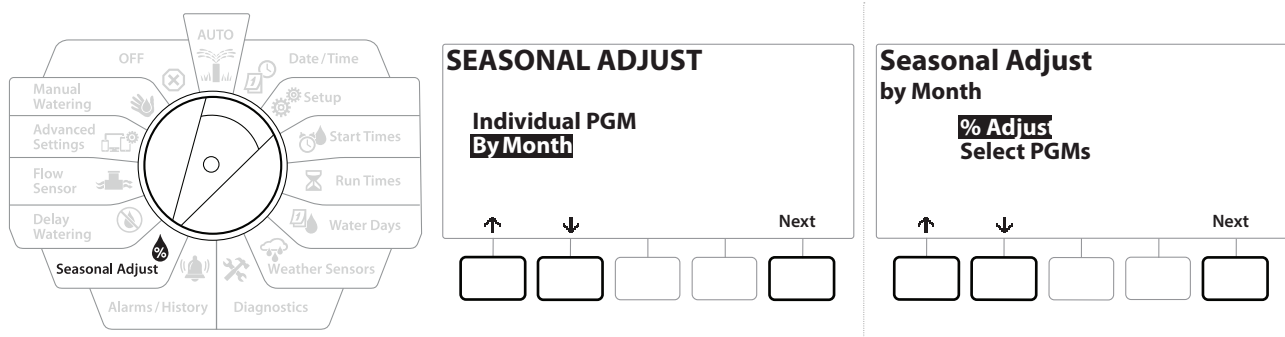 AUTO
OFF
Date/Time
Manual
Watering
Setup
Advanced
Settings
Start Times
Flow
Sensor
Run Times
Delay
Watering
Water Days
Seasonal Adjust
Weather Sensors
Alarms/History
Diagnostics
SEASONAL ADJUST
Individual PGM
By Month
Next
Seasonal Adjust
by Month
% Adjust
Select PGMs
Next